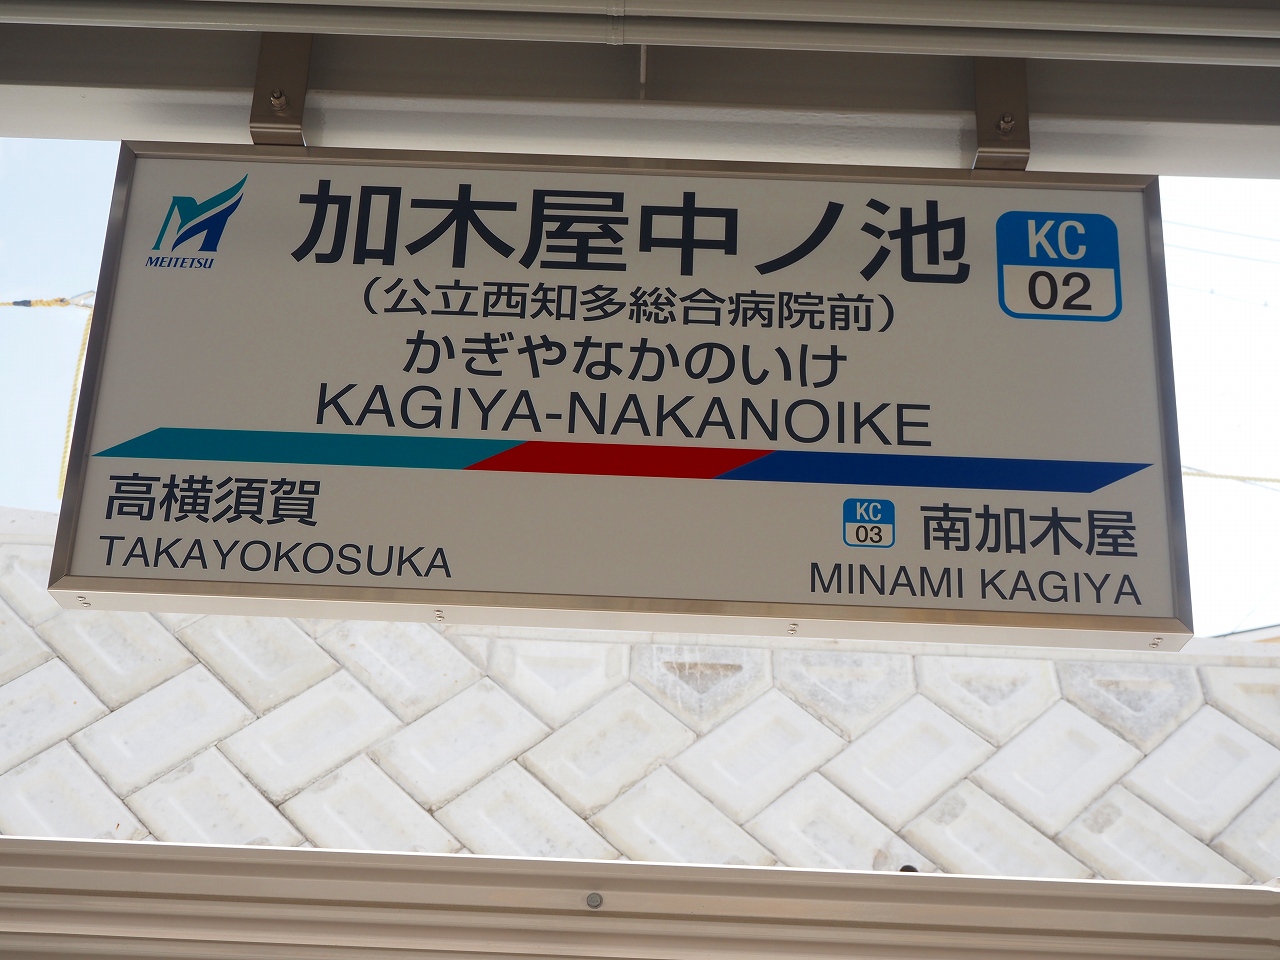 MEITETSU
加木屋中ノ池
KC
02
(公立西知多総合病院前)
かぎやなかのいけ
KAGIYA-NAKANOIKE
高横須賀
TAKAYOKOSUKA
KC
03
南加木屋
MINAMI KAGIYA